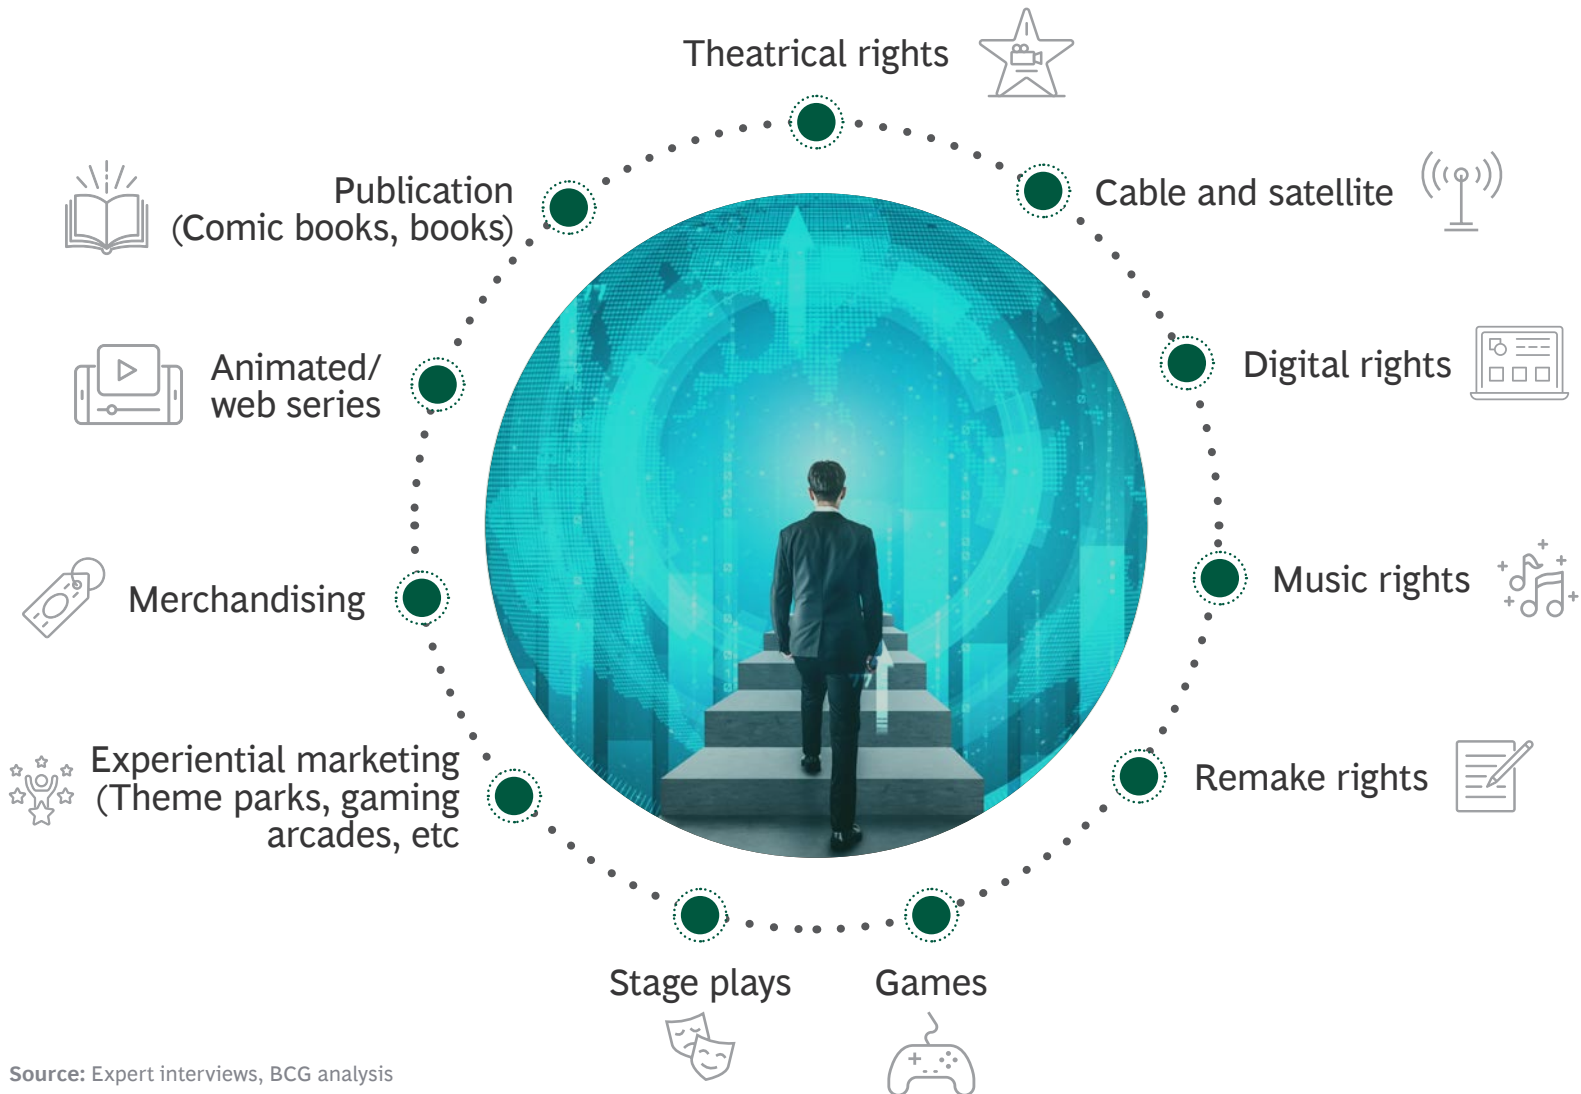 Theatrical rights
Cable and satellite
Digital rights
Music rights
Remake rights
Games
Stage plays
Experiential marketing
(Theme parks, gaming
arcades, etc
Merchandising
Animated/
web series
Publication
(Comic books, books)
Source: Expert interviews, BCG analysis